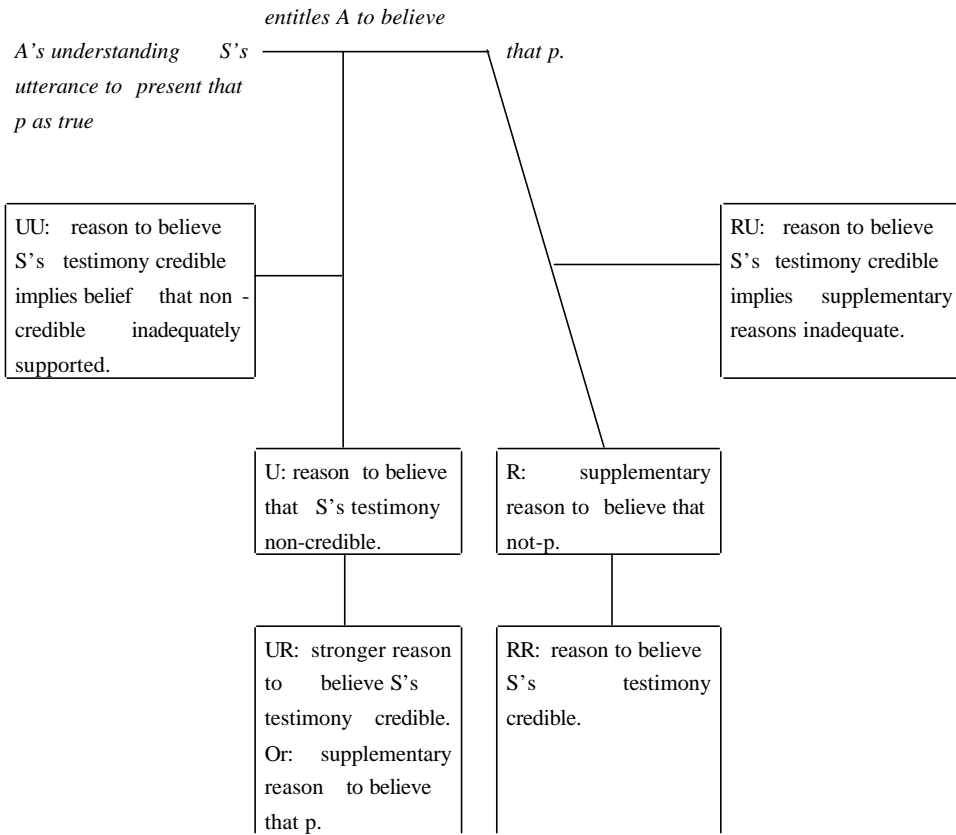 entitles A to believe
A's understanding S's
utterance to present that
p as true
that p.
UU: reason to believe
S's testimony credible
implies belief that non -
credible inadequately
supported.
RU: reason to believe
S's testimony credible
implies supplementary
reasons inadequate.
U: reason to believe
that S's testimony
non-credible.
R: supplementary
reason to believe that
not-p.
UR: stronger reason
to believe S's
testimony credible.
Or: supplementary
reason to believe
that p.
RR: reason to believe
S's testimony
credible.